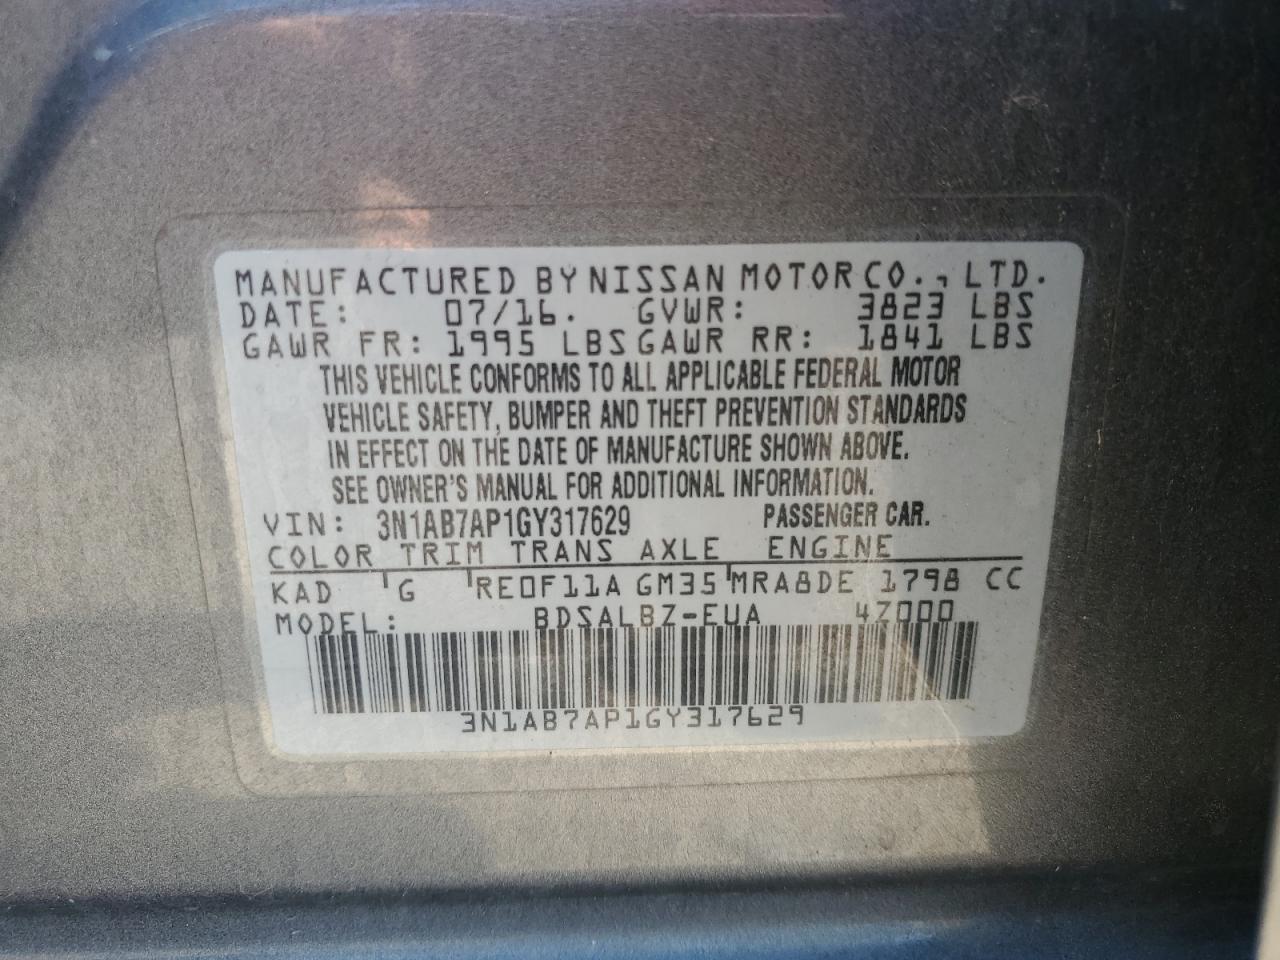 MANUFACTURED BY NISSAN MOTOR CO., LTD.
DATE: 07/16. GVWR: 3823 LBS
GAWR FR: 1995 LBS GAWR RR: 1841 LBS
THIS VEHICLE CONFORMS TO ALL APPLICABLE FEDERAL MOTOR
VEHICLE SAFETY, BUMPER AND THEFT PREVENTION STANDARDS
IN EFFECT ON THE DATE OF MANUFACTURE SHOWN ABOVE.
SEE OWNER'S MANUAL FOR ADDITIONAL INFORMATION.
VIN: 3N1AB7AP1GY317629 PASSENGER CAR.
COLOR TRIM TRANS AXLE ENGINE
KAD G RE0F11A GM35 MRA8DE 1798 CC
MODEL: BDSALBZ-EUA 4Z000
3N1AB7AP1GY317629